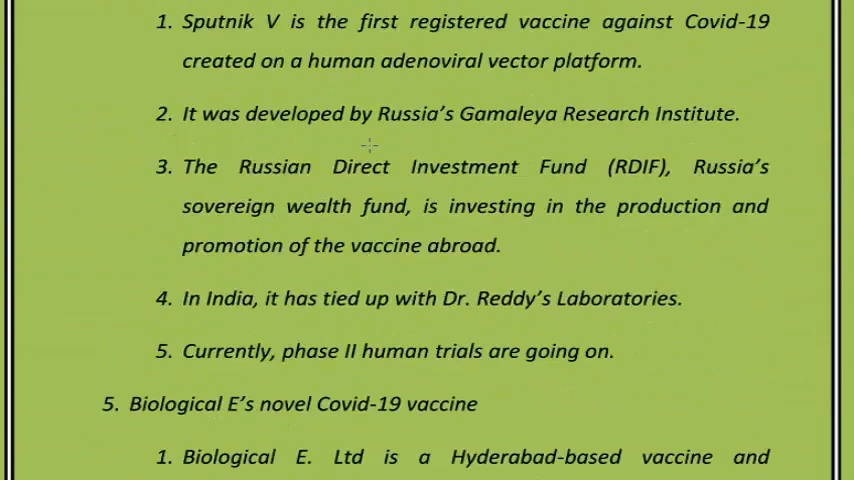 1. Sputnik V is the first registered vaccine against Covid-19
created on a human adenoviral vector platform.
2. It was developed by Russia's Gamaleya Research Institute.
3. The Russian Direct Investment Fund (RDIF), Russia's
sovereign wealth fund, is investing in the production and
promotion of the vaccine abroad.
4. In India, it has tied up with Dr. Reddy's Laboratories.
5. Currently, phase II human trials are going on.
5. Biological E's novel Covid-19 vaccine
1. Biological E. Ltd is a Hyderabad-based vaccine and